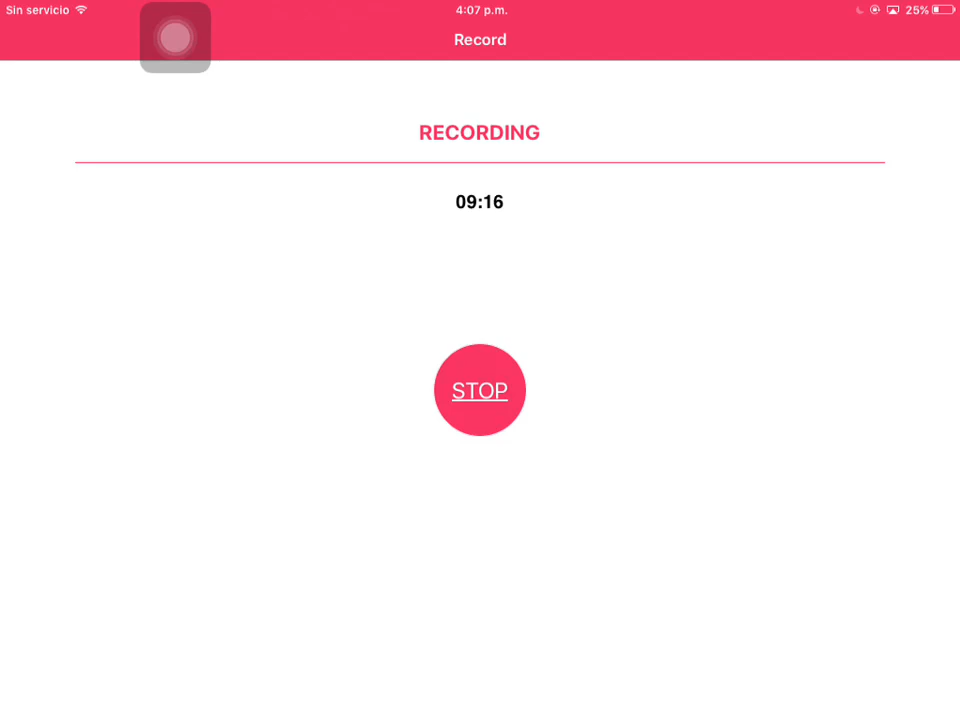 Sin servicio 4:07 p.m. 25%
Record
RECORDING
09:16
STOP